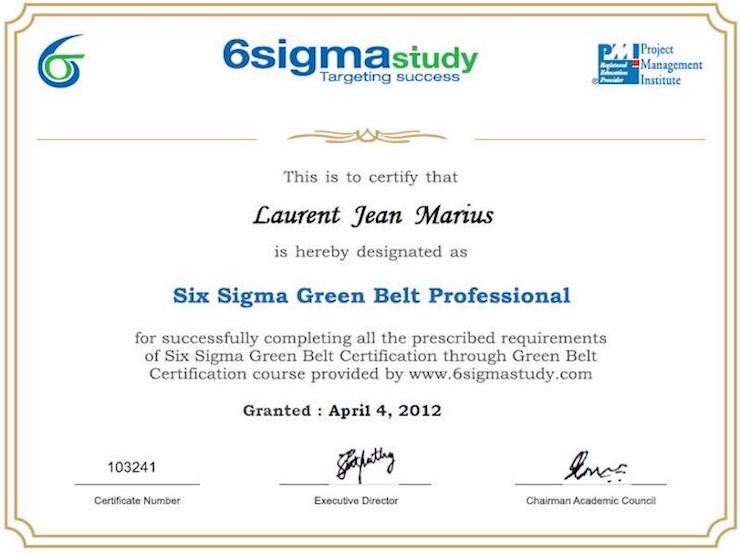 6sigmastudy
Targeting success
PMI
Registered
Education
Provider
®
Project
Management
Institute
This is to certify that
Laurent Jean Marius
is hereby designated as
Six Sigma Green Belt Professional
for successfully completing all the prescribed requirements
of Six Sigma Green Belt Certification through Green Belt
Certification course provided by www.6sigmastudy.com
Granted : April 4, 2012
103241
Certificate Number
Executive Director
Chairman Academic Council